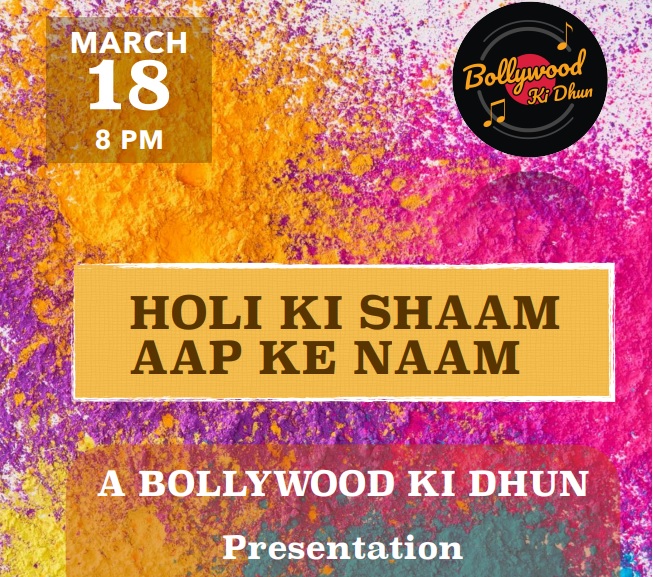 MARCH
18
8 PM
Bollywood
Ki Dhun
HOLI KI SHAAM
AAP KE NAAM
A BOLLYWOOD KI DHUN
Presentation